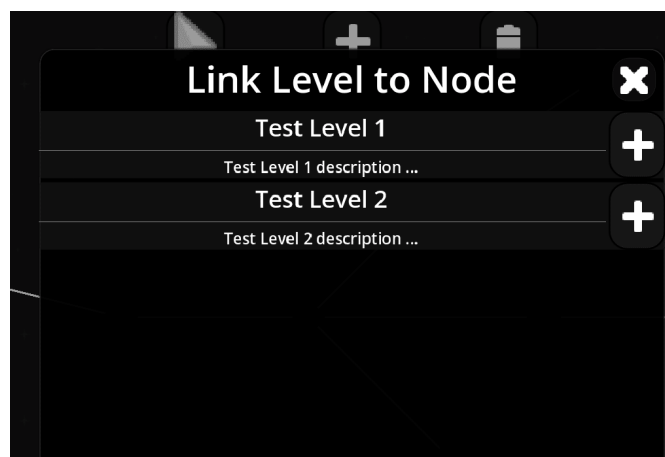 Link Level to Node
Test Level 1
Test Level 1 description ...
Test Level 2
Test Level 2 description ...